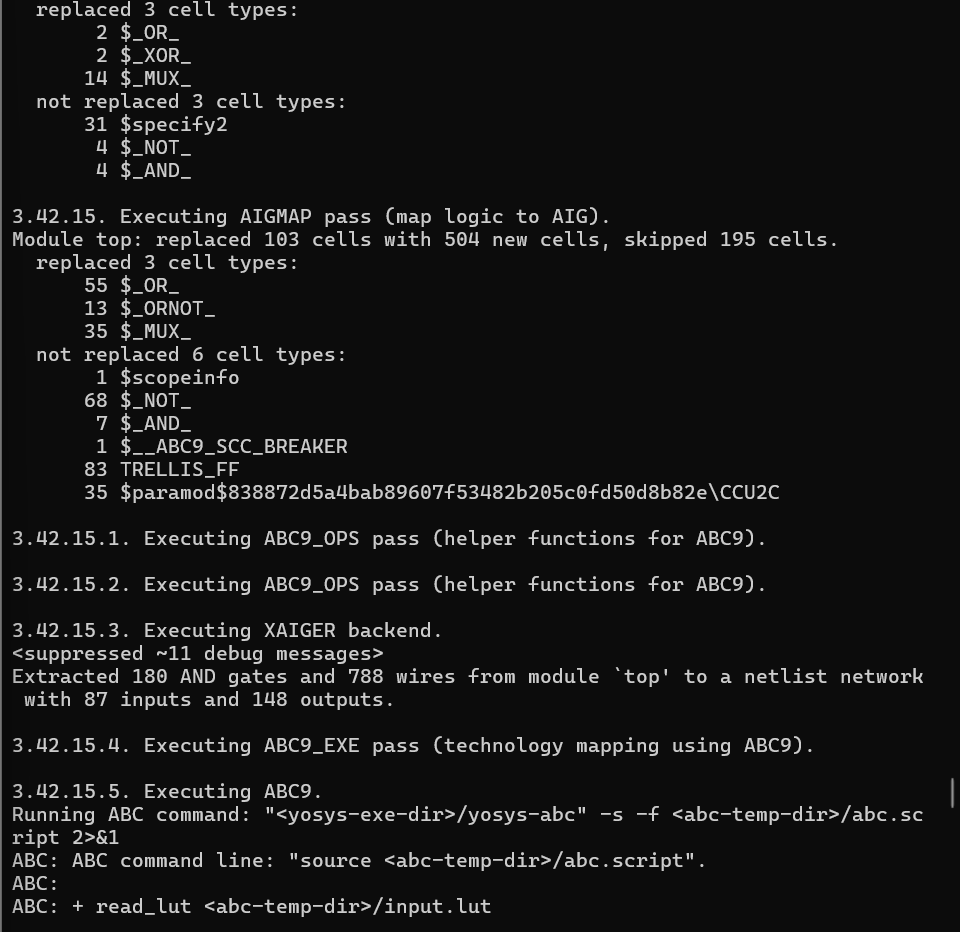 replaced 3 cell types:
2 $_OR_
2 $_XOR_
14 $_MUX_
not replaced 3 cell types:
31 $specify2
4 $_NOT_
4 $_AND_
3.42.15. Executing AIGMAP pass (map logic to AIG).
Module top: replaced 103 cells with 504 new cells, skipped 195 cells.
replaced 3 cell types:
55 $_OR_
13 $_ORNOT_
35 $_MUX_
not replaced 6 cell types:
1 $scopeinfo
68 $_NOT_
7 $_AND_
1 $__ABC9_SCC_BREAKER
83 TRELLIS_FF
35 $paramod$838872d5a4bab89607f53482b205c0fd50d8b82e\CCU2C
3.42.15.1. Executing ABC9_OPS pass (helper functions for ABC9).
3.42.15.2. Executing ABC9_OPS pass (helper functions for ABC9).
3.42.15.3. Executing XAIGER backend.
<suppressed ~11 debug messages>
Extracted 180 AND gates and 788 wires from module `top' to a netlist network
with 87 inputs and 148 outputs.
3.42.15.4. Executing ABC9_EXE pass (technology mapping using ABC9).
3.42.15.5. Executing ABC9.
Running ABC command: "<yosys-exe-dir>/yosys-abc" -s -f <abc-temp-dir>/abc.sc
ript 2>&1
ABC: ABC command line: "source <abc-temp-dir>/abc.script".
ABC:
ABC: + read_lut <abc-temp-dir>/input.lut